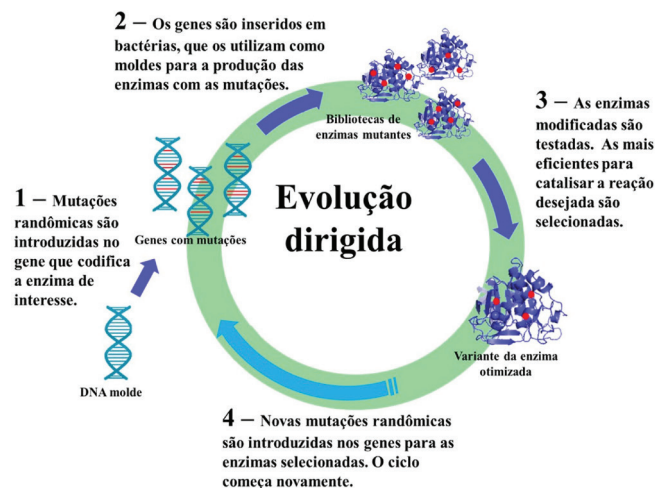 2 – Os genes são inseridos em
bactérias, que os utilizam como
moldes para a produção das
enzimas com as mutações.
Bibliotecas de
enzimas mutantes
3 – As enzimas
modificadas são
testadas. As mais
eficientes para
catalisar a reação
desejada são
selecionadas.
1 – Mutações
randômicas são
introduzidas no
gene que codifica
a enzima de
interesse.
Genes com mutações
Evolução
dirigida
DNA molde
Variante da enzima
otimizada
4 – Novas mutações randômicas
são introduzidas nos genes para as
enzimas selecionadas. O ciclo
começa novamente.